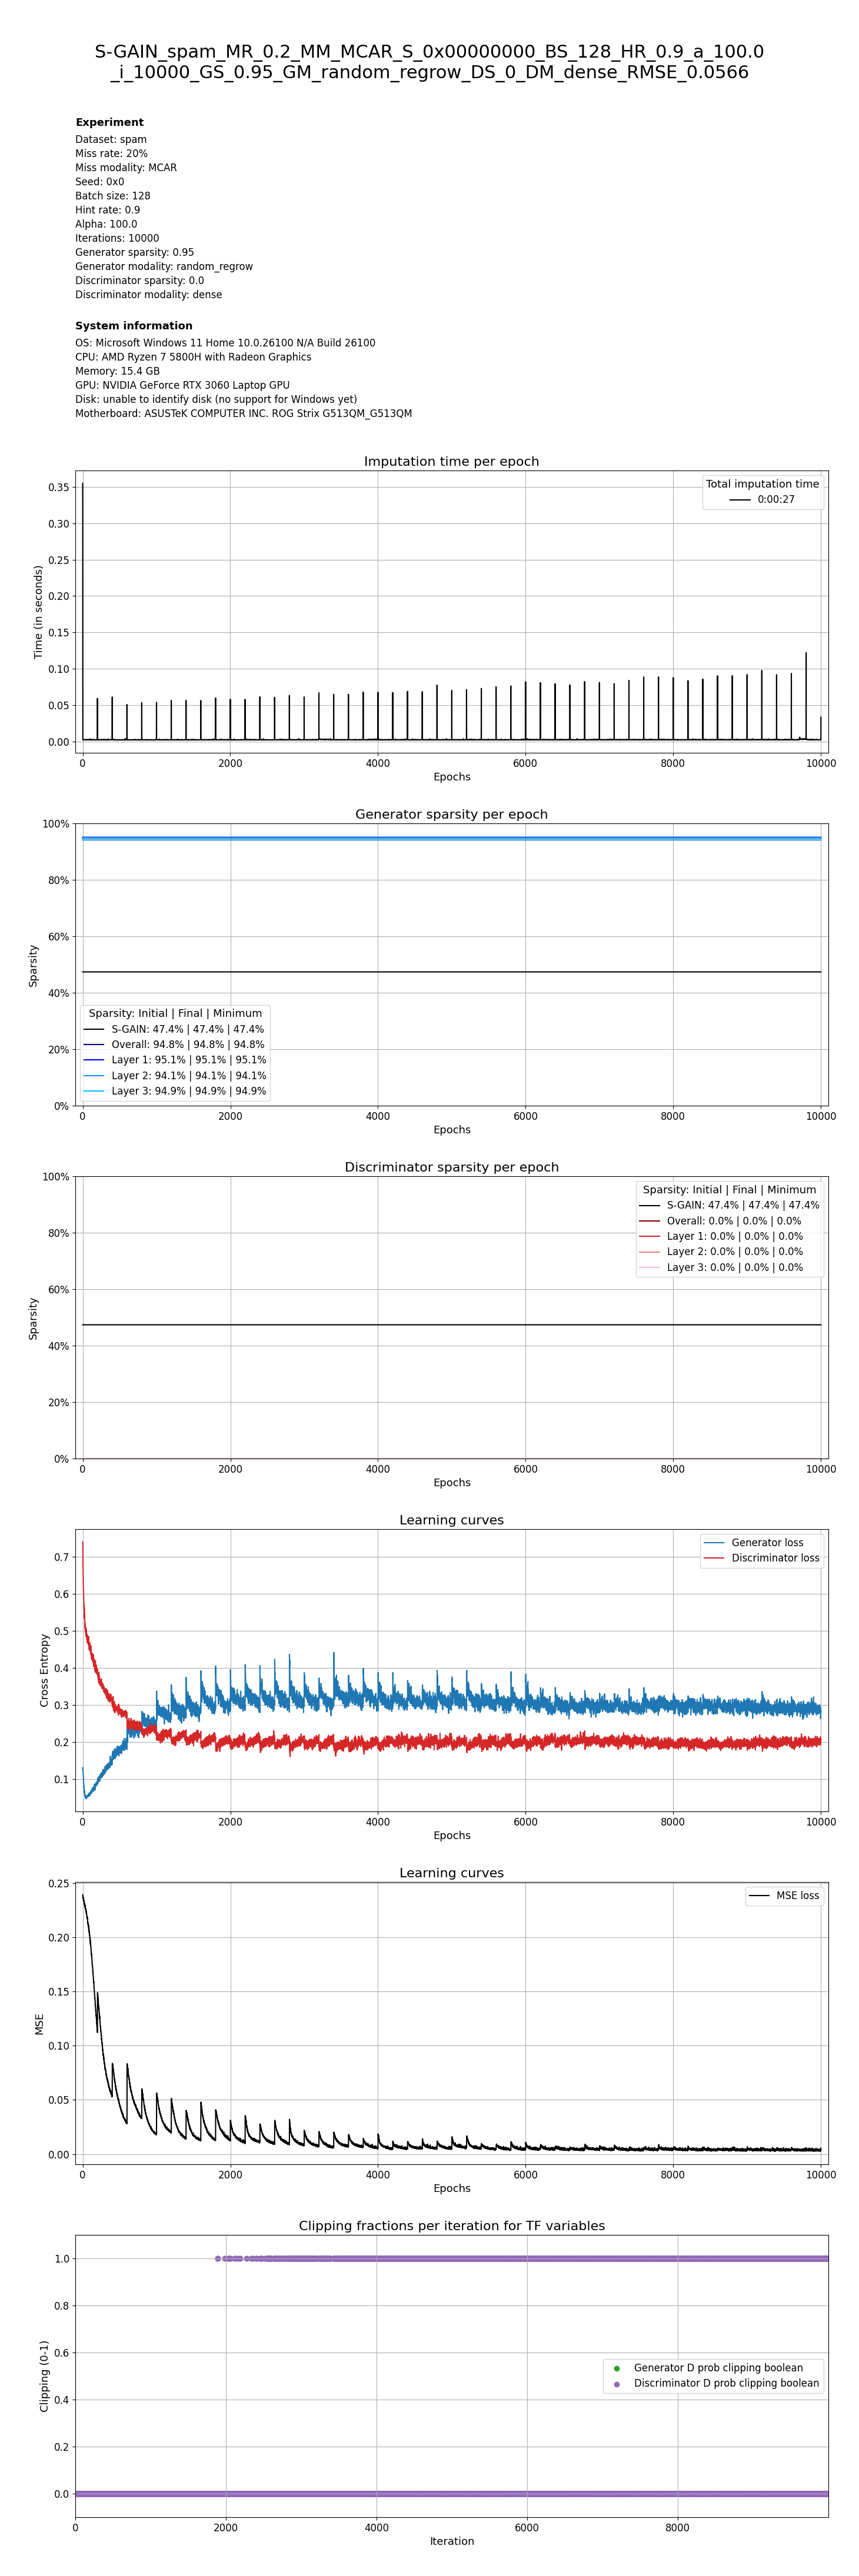 S-GAIN_spam_MR_0.2_MM_MCAR_S_0x00000000_BS_128_HR_0.9_a_100.0
_i_10000_GS_0.95_GM_random_regrow_DS_0_DM_dense_RMSE_0.0566
Experiment
Dataset: spam
Miss rate: 20%
Miss modality: MCAR
Seed: 0x0
Batch size: 128
Hint rate: 0.9
Alpha: 100.0
Iterations: 10000
Generator sparsity: 0.95
Generator modality: random_regrow
Discriminator sparsity: 0.0
Discriminator modality: dense
System information
OS: Microsoft Windows 11 Home 10.0.26100 N/A Build 26100
CPU: AMD Ryzen 7 5800H with Radeon Graphics
Memory: 15.4 GB
GPU: NVIDIA GeForce RTX 3060 Laptop GPU
Disk: unable to identify disk (no support for Windows yet)
Motherboard: ASUSTeK COMPUTER INC. ROG Strix G513QM_G513QM
Imputation time per epoch
Total imputation time
0:00:27
Time (in seconds)
0.35
0.30
0.25
0.20
0.15
0.10
0.05
0.00
0 2000 4000 6000 8000 10000
Epochs
Generator sparsity per epoch
Sparsity
100%
80%
60%
40%
20%
0%
Sparsity: Initial | Final | Minimum
S-GAIN: 47.4% | 47.4% | 47.4%
Overall: 94.8% | 94.8% | 94.8%
Layer 1: 95.1% | 95.1% | 95.1%
Layer 2: 94.1% | 94.1% | 94.1%
Layer 3: 94.9% | 94.9% | 94.9%
0 2000 4000 6000 8000 10000
Epochs
Discriminator sparsity per epoch
Sparsity
100%
80%
60%
40%
20%
0%
Sparsity: Initial | Final | Minimum
S-GAIN: 47.4% | 47.4% | 47.4%
Overall: 0.0% | 0.0% | 0.0%
Layer 1: 0.0% | 0.0% | 0.0%
Layer 2: 0.0% | 0.0% | 0.0%
Layer 3: 0.0% | 0.0% | 0.0%
0 2000 4000 6000 8000 10000
Epochs
Learning curves
Generator loss
Discriminator loss
Cross Entropy
0.7
0.6
0.5
0.4
0.3
0.2
0.1
0 2000 4000 6000 8000 10000
Epochs
Learning curves
MSE loss
MSE
0.25
0.20
0.15
0.10
0.05
0.00
0 2000 4000 6000 8000 10000
Epochs
Clipping fractions per iteration for TF variables
Clipping (0-1)
1.0
0.8
0.6
0.4
0.2
0.0
Generator D prob clipping boolean
Discriminator D prob clipping boolean
0 2000 4000 6000 8000
Iteration